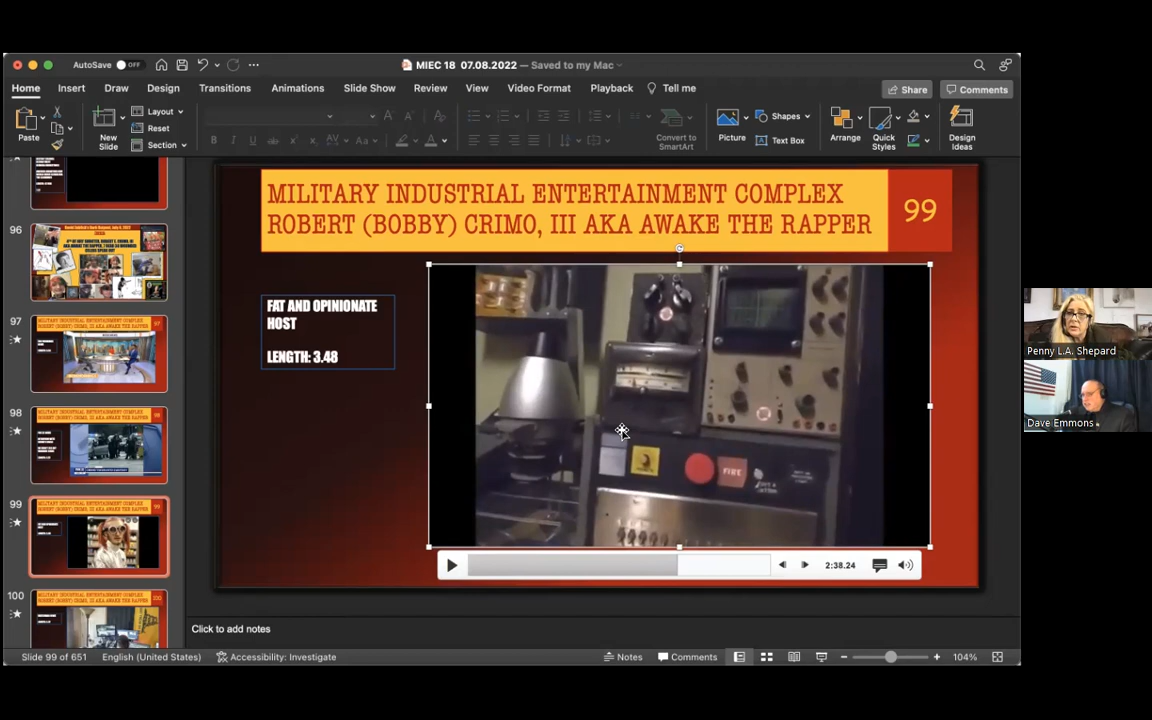 AutoSave OFF
MIEC 18 07.08.2022 — Saved to my Mac
Home Insert Draw Design Transitions Animations Slide Show Review View Video Format Playback Tell me
Share Comments
Paste
New Slide
Layout
Reset
Section
B I U
Convert to SmartArt
Picture
Shapes
Text Box
Arrange
Quick Styles
Design Ideas
MILITARY INDUSTRIAL ENTERTAINMENT COMPLEX
ROBERT (BOBBY) CRIMO, III AKA AWAKE THE RAPPER
99
FAT AND OPINIONATE
HOST
LENGTH: 3.48
FIRE
2:38.24
96
97
98
99
100
Penny L.A. Shepard
Dave Emmons
Click to add notes
Slide 99 of 651 English (United States) Accessibility: Investigate Notes Comments 104%